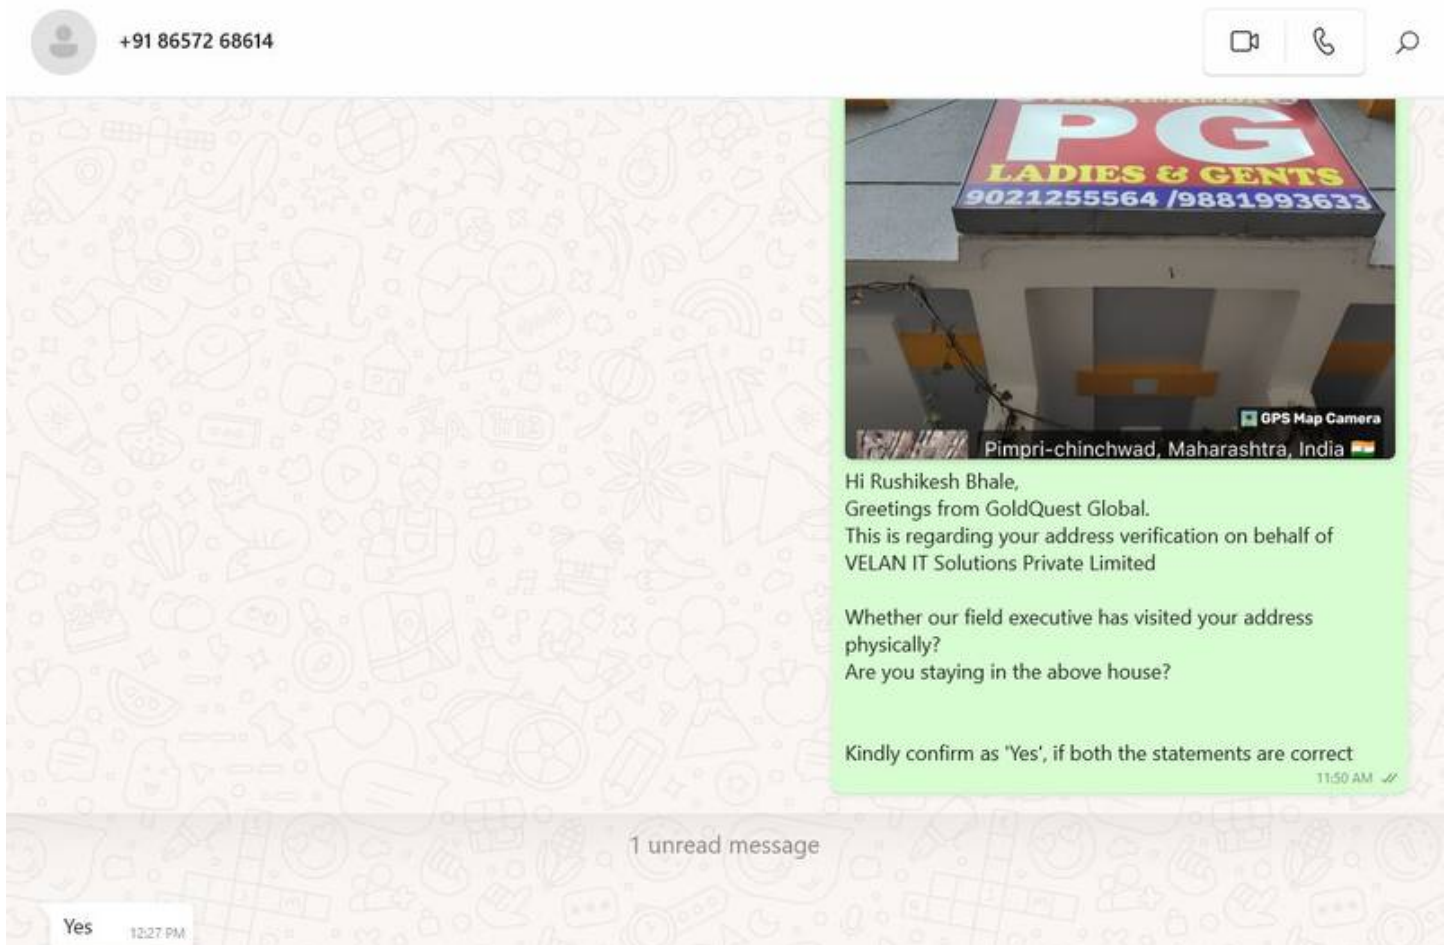 +91 86572 68614
PG
LADIES & GENTS
9021255564 /9881993633
GPS Map Camera
Pimpri-chinchwad, Maharashtra, India
Hi Rushikesh Bhale,
Greetings from GoldQuest Global.
This is regarding your address verification on behalf of
VELAN IT Solutions Private Limited
Whether our field executive has visited your address
physically?
Are you staying in the above house?
Kindly confirm as 'Yes', if both the statements are correct
11:50 AM
1 unread message
Yes
12:27 PM